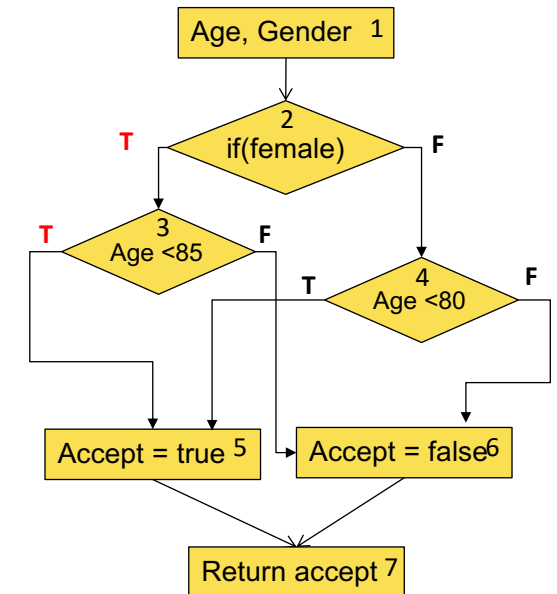 Age, Gender 1
2
T
F
if(female)
3
T
F
Age <85
4
T
F
Age <80
Accept = true 5
Accept = false6
Return accept 7